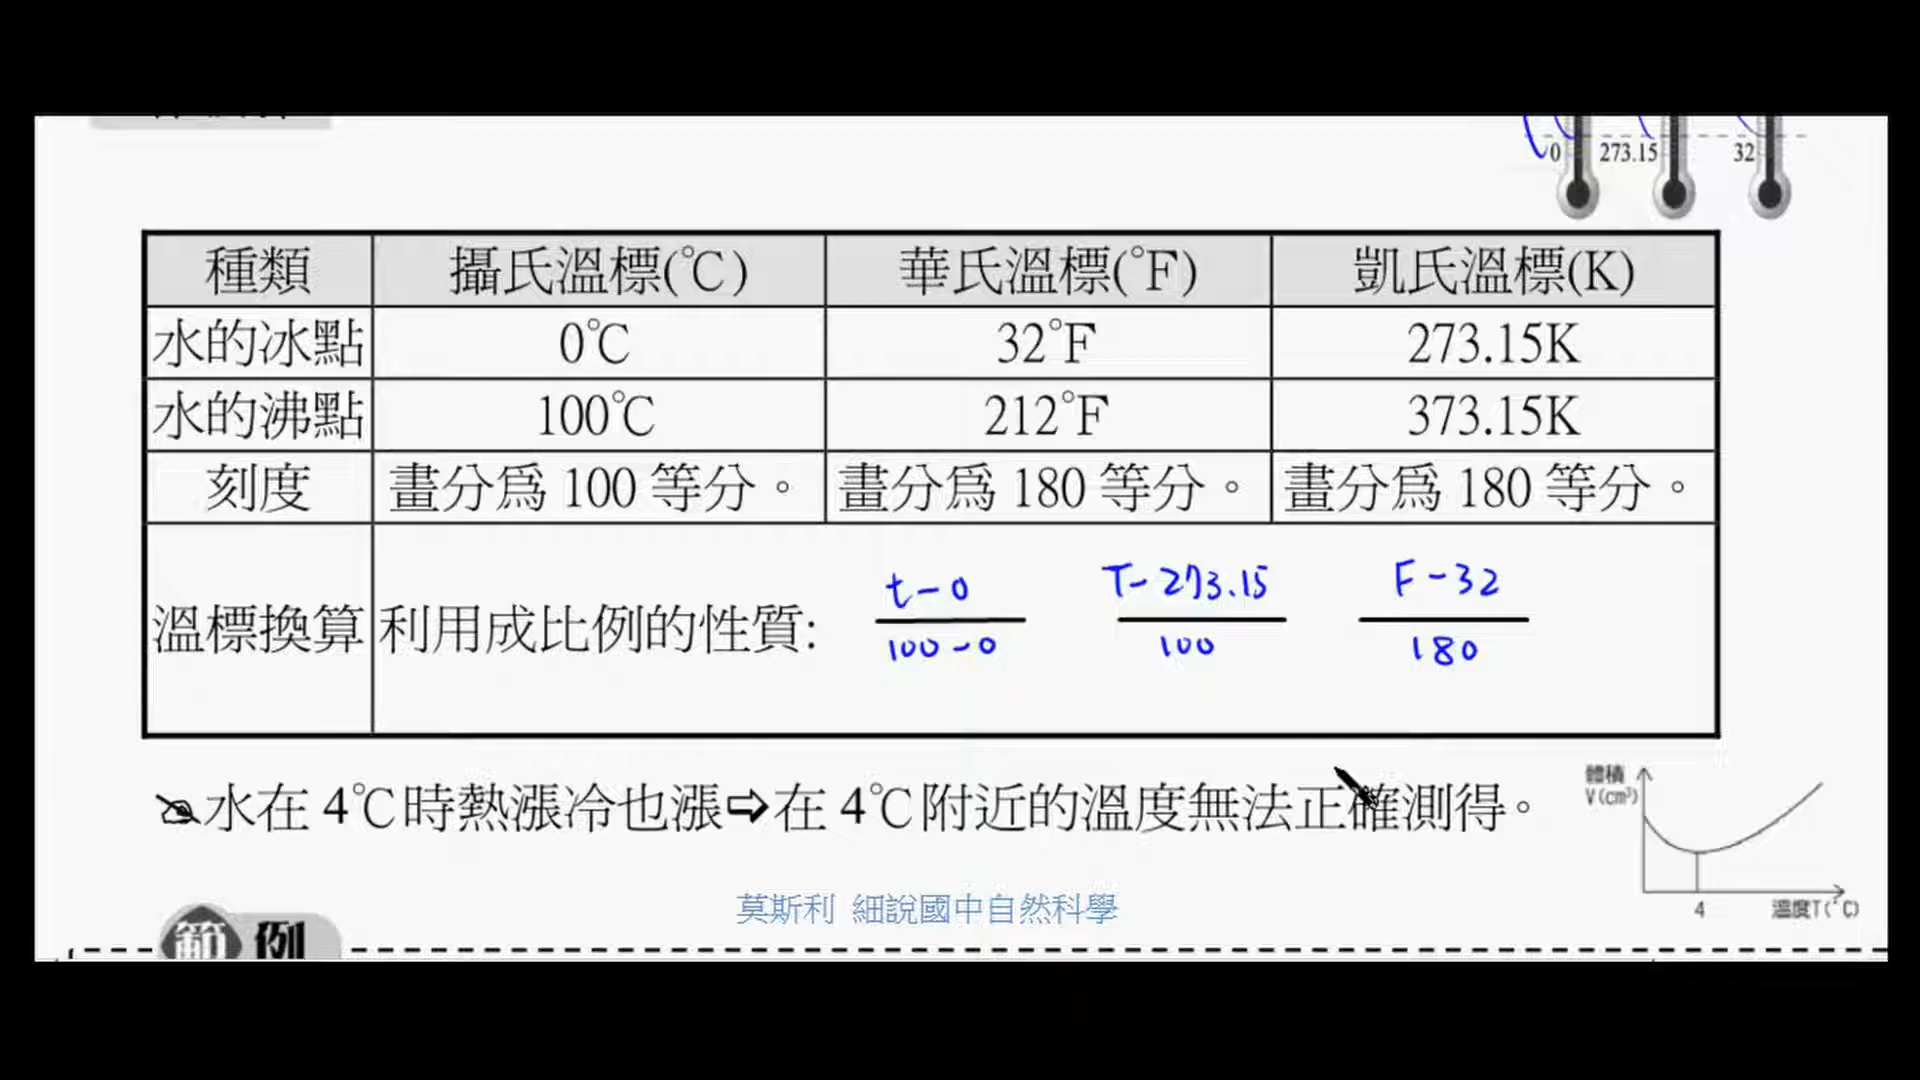 0 273.15 32
種類 攝氏溫標(℃) 華氏溫標(°F) 凱氏溫標(K)
水的冰點 0℃ 32°F 273.15K
水的沸點 100℃ 212°F 373.15K
刻度 畫分為 100 等分。 畫分為 180 等分。 畫分為 180 等分。
溫標換算 利用成比例的性質:
t-0 T-273.15 F-32
100-0 100 180
水在 4℃時熱漲冷也漲⇨在 4℃附近的溫度無法正確測得。
體積
V(cm³)
4 溫度T(°C)
莫斯利 細說國中自然科學
範例